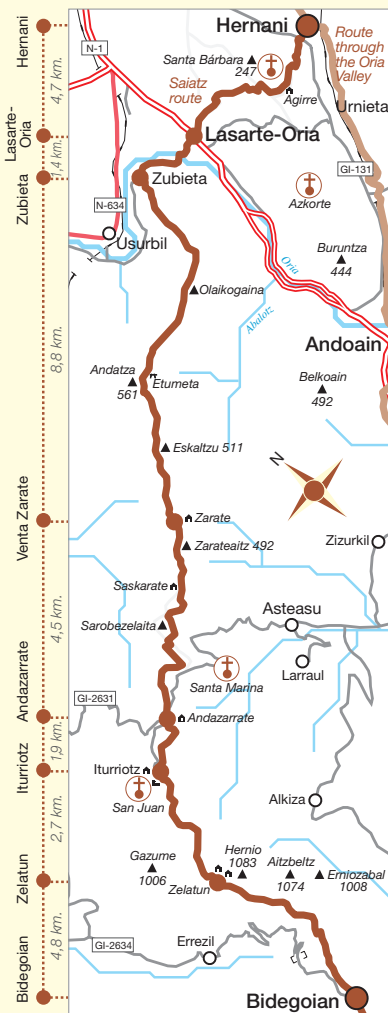 Hernani
4,7 km.
Lasarte-
Oria
1,4 km.
Zubieta
8,8 km.
Venta Zarate
4,5 km.
Andazarrate
1,9 km.
Iturriotz
2,7 km.
Zelatun
4,8 km.
Bidegoian
Hernani
N-1
Santa Bárbara
247
Route
through
the Oria
Valley
Saiatz
route
Agirre
Urnieta
Lasarte-Oria
GI-131
Zubieta
Azkorte
N-634
Usurbil
Buruntza
444
Oria
Olaikogaina
Abalotz
Andoain
Andatza
561
Etumeta
Belkoain
492
Eskaltzu 511
N
Zarate
Zarateaitz 492
Zizurkil
Saskarate
Asteasu
Sarobezelaita
Larraul
Santa Marina
GI-2631
Andazarrate
Iturriotz
San Juan
Alkiza
Gazume
1006
Hernio
1083
Aitzbeltz
1074
Erniozabal
1008
Zelatun
GI-2634
Errezil
Bidegoian